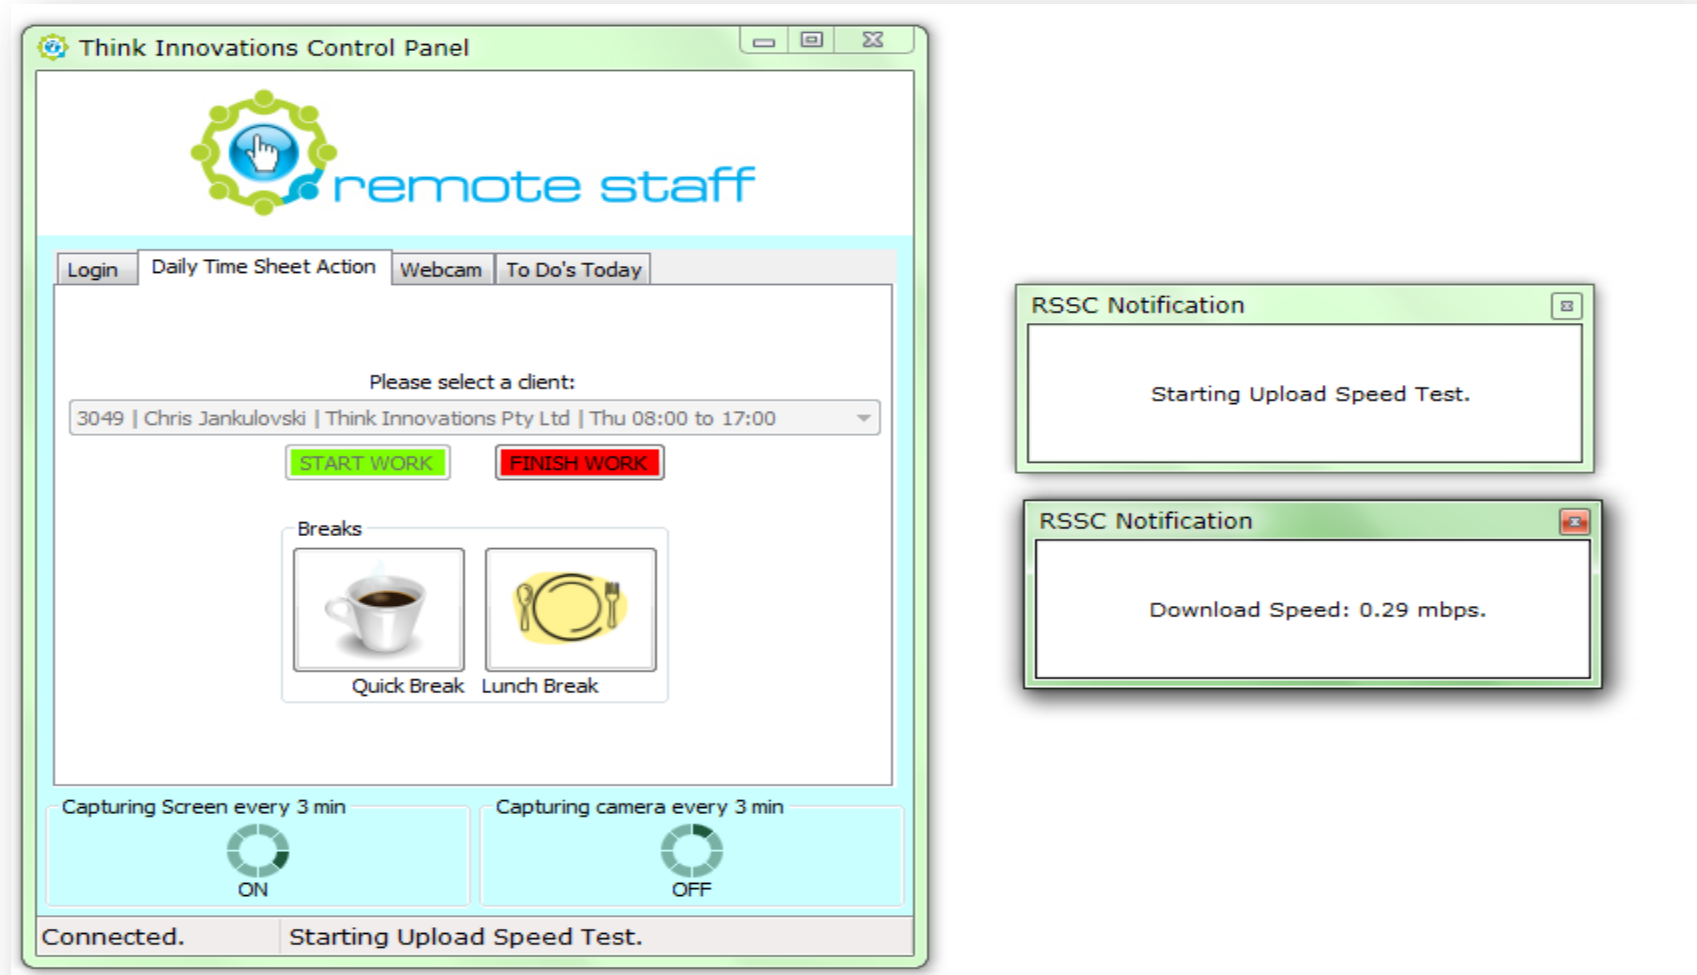 Think Innovations Control Panel
remote staff
Login Daily Time Sheet Action Webcam To Do's Today
Please select a client:
3049 | Chris Jankulovski | Think Innovations Pty Ltd | Thu 08:00 to 17:00
START WORK FINISH WORK
Breaks
Quick Break Lunch Break
Capturing Screen every 3 min Capturing camera every 3 min
ON OFF
Connected. Starting Upload Speed Test.
RSSC Notification
Starting Upload Speed Test.
RSSC Notification
Download Speed: 0.29 mbps.